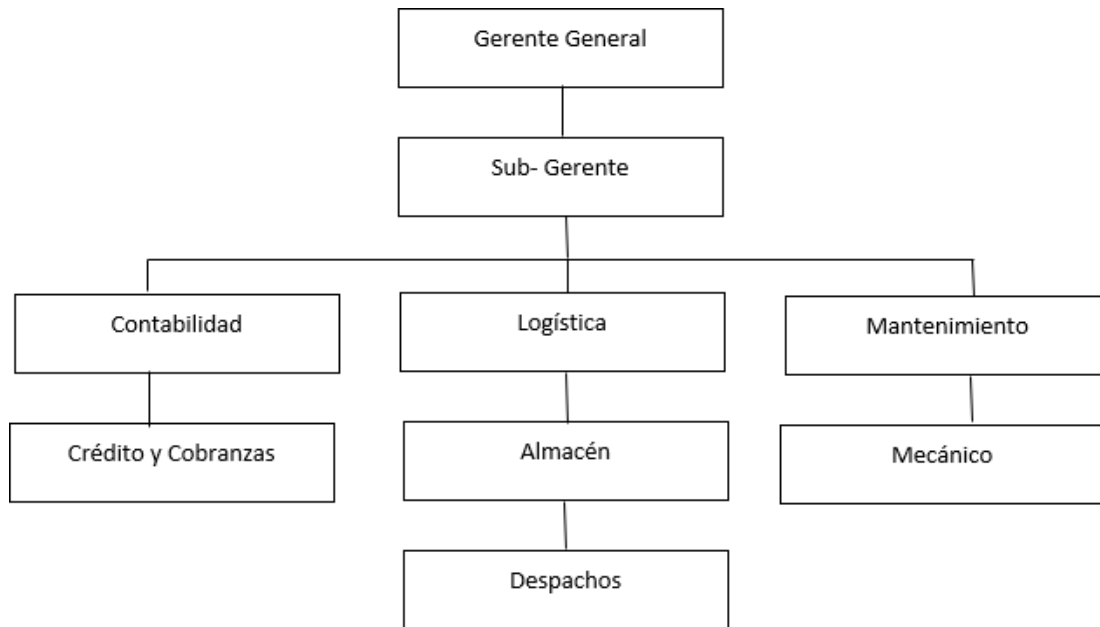 Gerente General
Sub- Gerente
Contabilidad
Logística
Mantenimiento
Crédito y Cobranzas
Almacén
Mecánico
Despachos